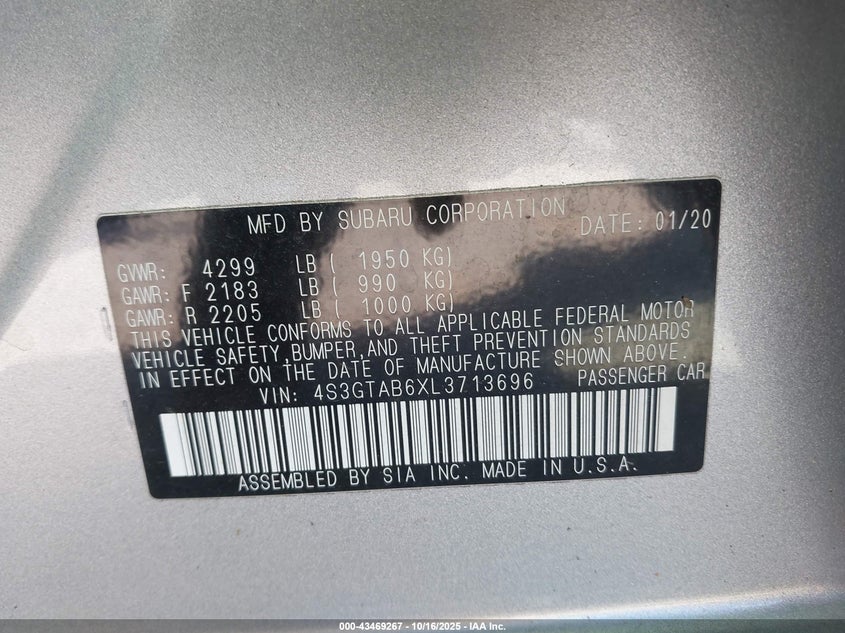 MFD BY SUBARU CORPORATION DATE: 01/20
GVWR: 4299 LB ( 1950 KG)
GAWR: F 2183 LB ( 990 KG)
GAWR: R 2205 LB ( 1000 KG)
THIS VEHICLE CONFORMS TO ALL APPLICABLE FEDERAL MOTOR
VEHICLE SAFETY,BUMPER,AND THEFT PREVENTION STANDARDS
IN EFFECT ON THE DATE OF MANUFACTURE SHOWN ABOVE.
VIN: 4S3GTAB6XL3713696 PASSENGER CAR
ASSEMBLED BY SIA INC. MADE IN U.S.A.
000-43469267 - 10/16/2025 - IAA Inc.